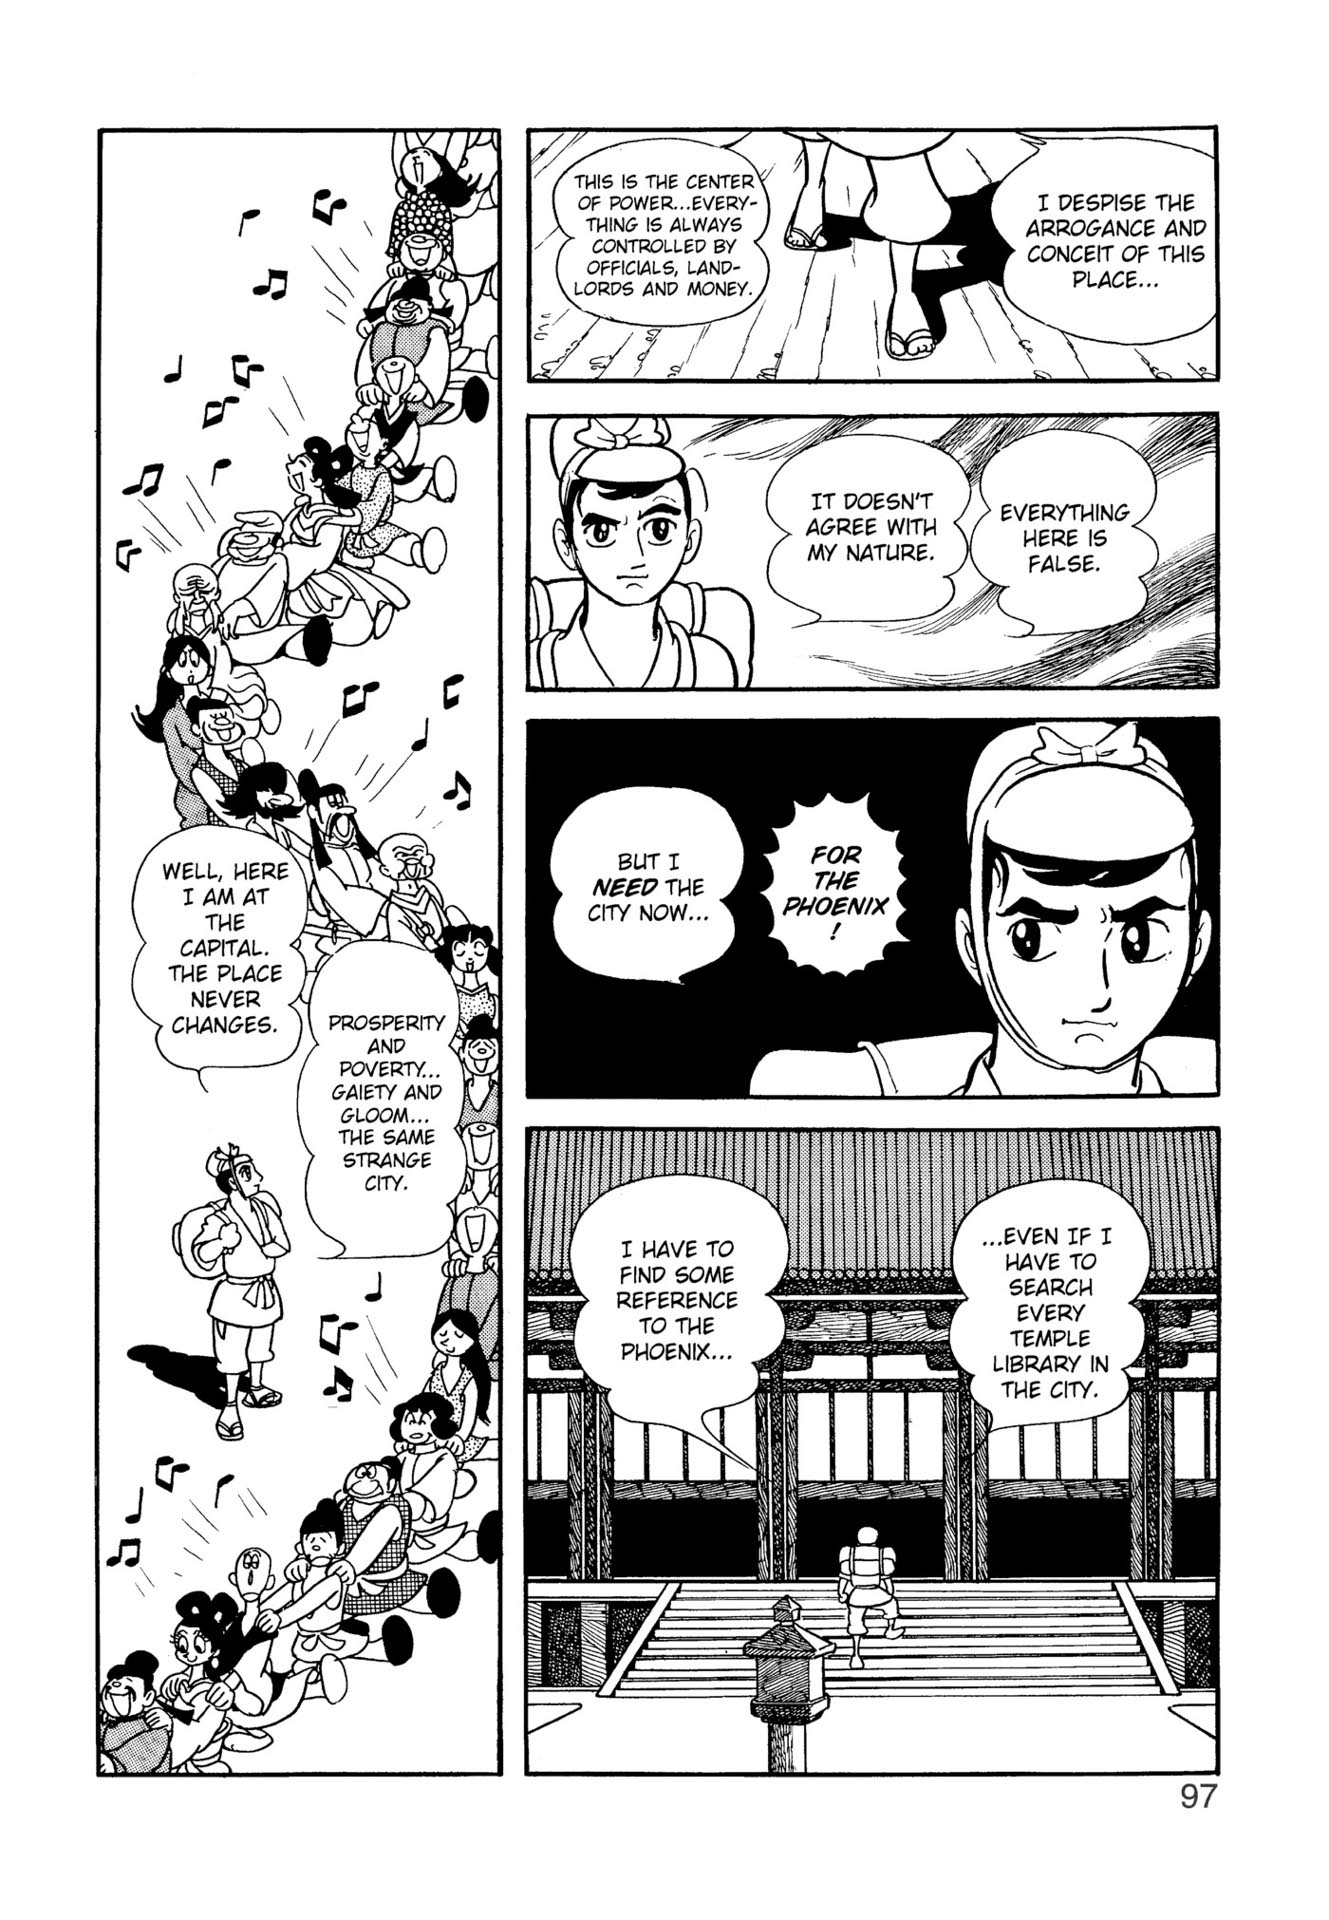 WELL, HERE
I AM AT
THE
CAPITAL.
THE PLACE
NEVER
CHANGES.
PROSPERITY
AND
POVERTY...
GAIETY AND
GLOOM...
THE SAME
STRANGE
CITY.
THIS IS THE CENTER
OF POWER...EVERY-
THING IS ALWAYS
CONTROLLED BY
OFFICIALS, LAND-
LORDS AND MONEY.
I DESPISE THE
ARROGANCE AND
CONCEIT OF THIS
PLACE...
IT DOESN'T
AGREE WITH
MY NATURE.
EVERYTHING
HERE IS
FALSE.
BUT I
NEED THE
CITY NOW...
FOR
THE
PHOENIX
!
I HAVE TO
FIND SOME
REFERENCE
TO THE
PHOENIX...
...EVEN IF I
HAVE TO
SEARCH
EVERY
TEMPLE
LIBRARY IN
THE CITY.
97